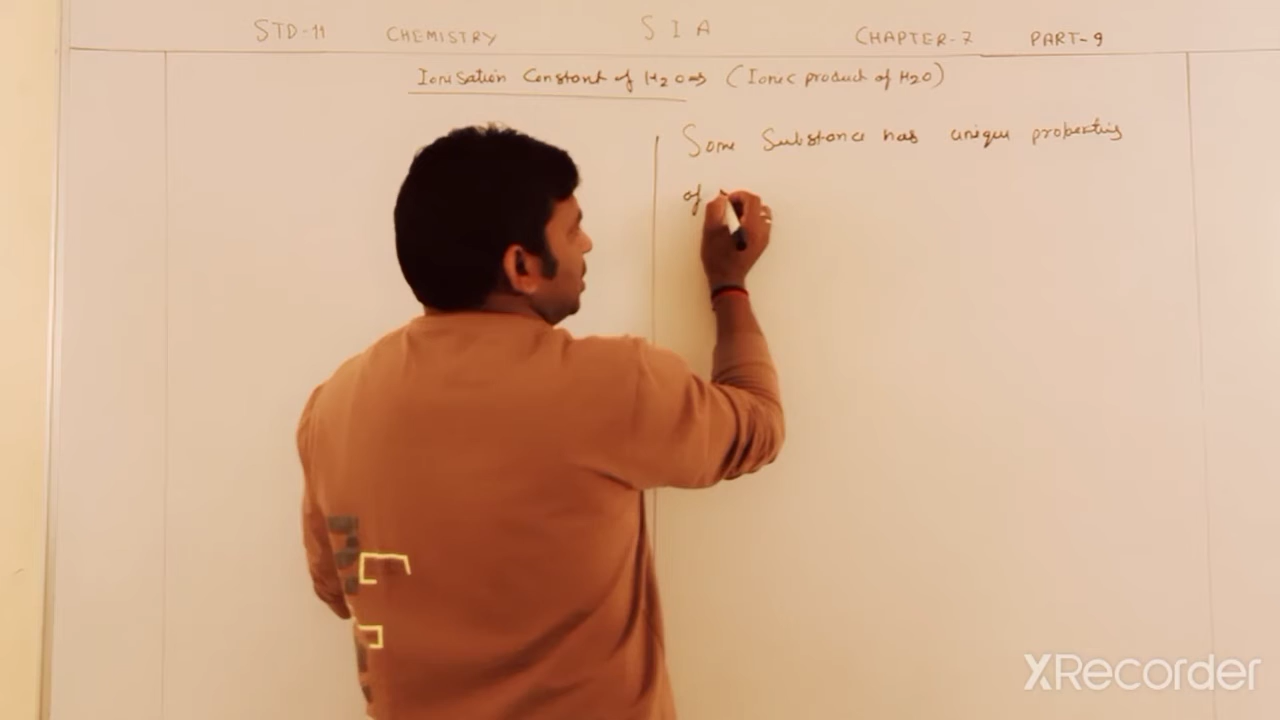 STD-11 CHEMISTRY S I A CHAPTER-7 PART-9
Ionisation Constant of H2O (Ionic product of H2O)
Some Substance has unique properties
of
XRecorder